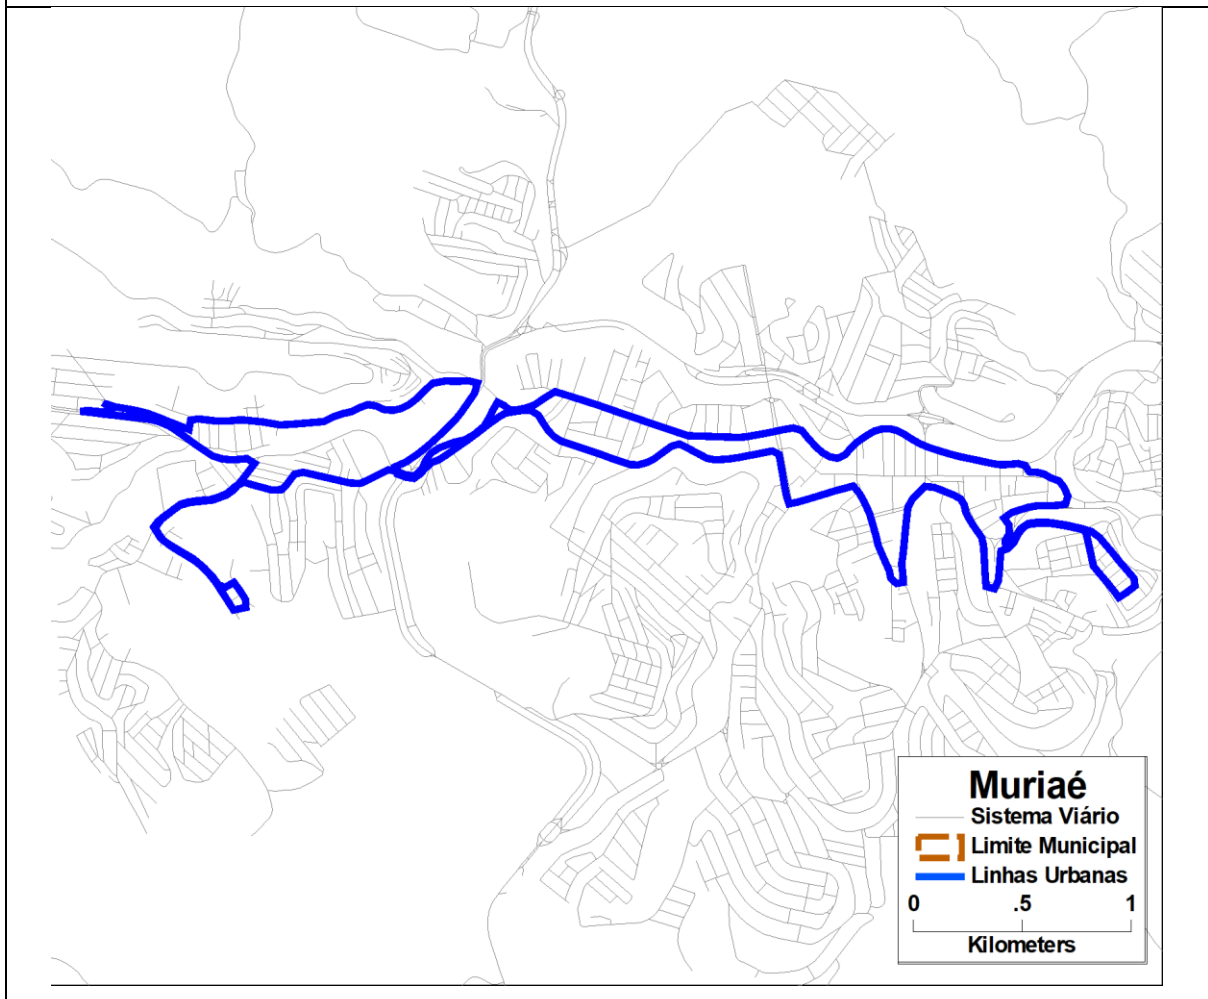 Muriaé
Sistema Viário
Limite Municipal
Linhas Urbanas
0 .5 1
Kilometers